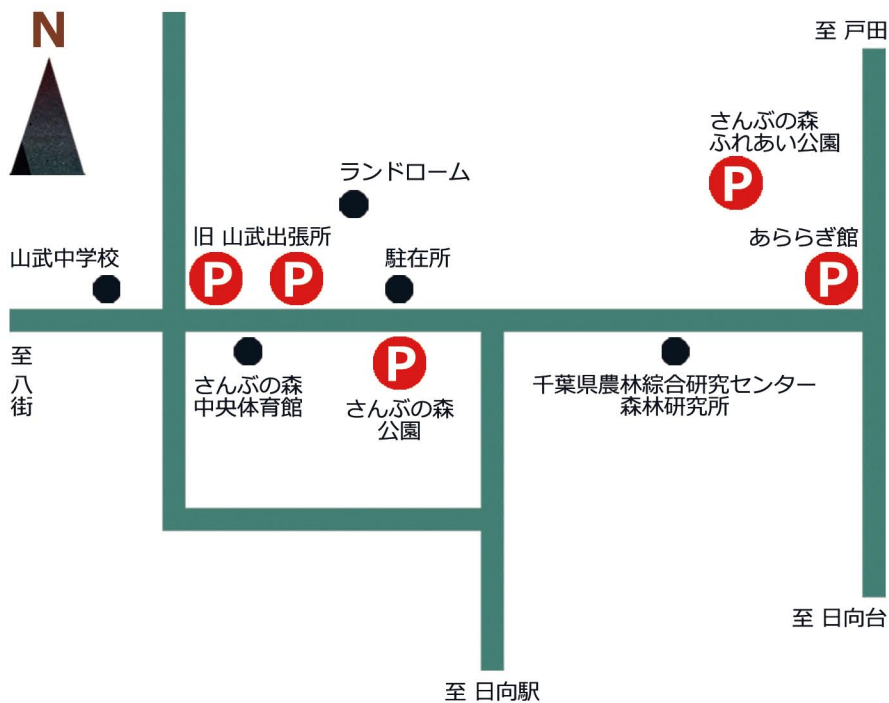 N
至 戸田
さんぶの森
ふれあい公園
P
ランドローム
旧 山武出張所
駐在所
あららぎ館
山武中学校
P
P
P
至
八
街
さんぶの森
中央体育館
P
さんぶの森
公園
千葉県農林綜合研究センター
森林研究所
至 日向台
至 日向駅